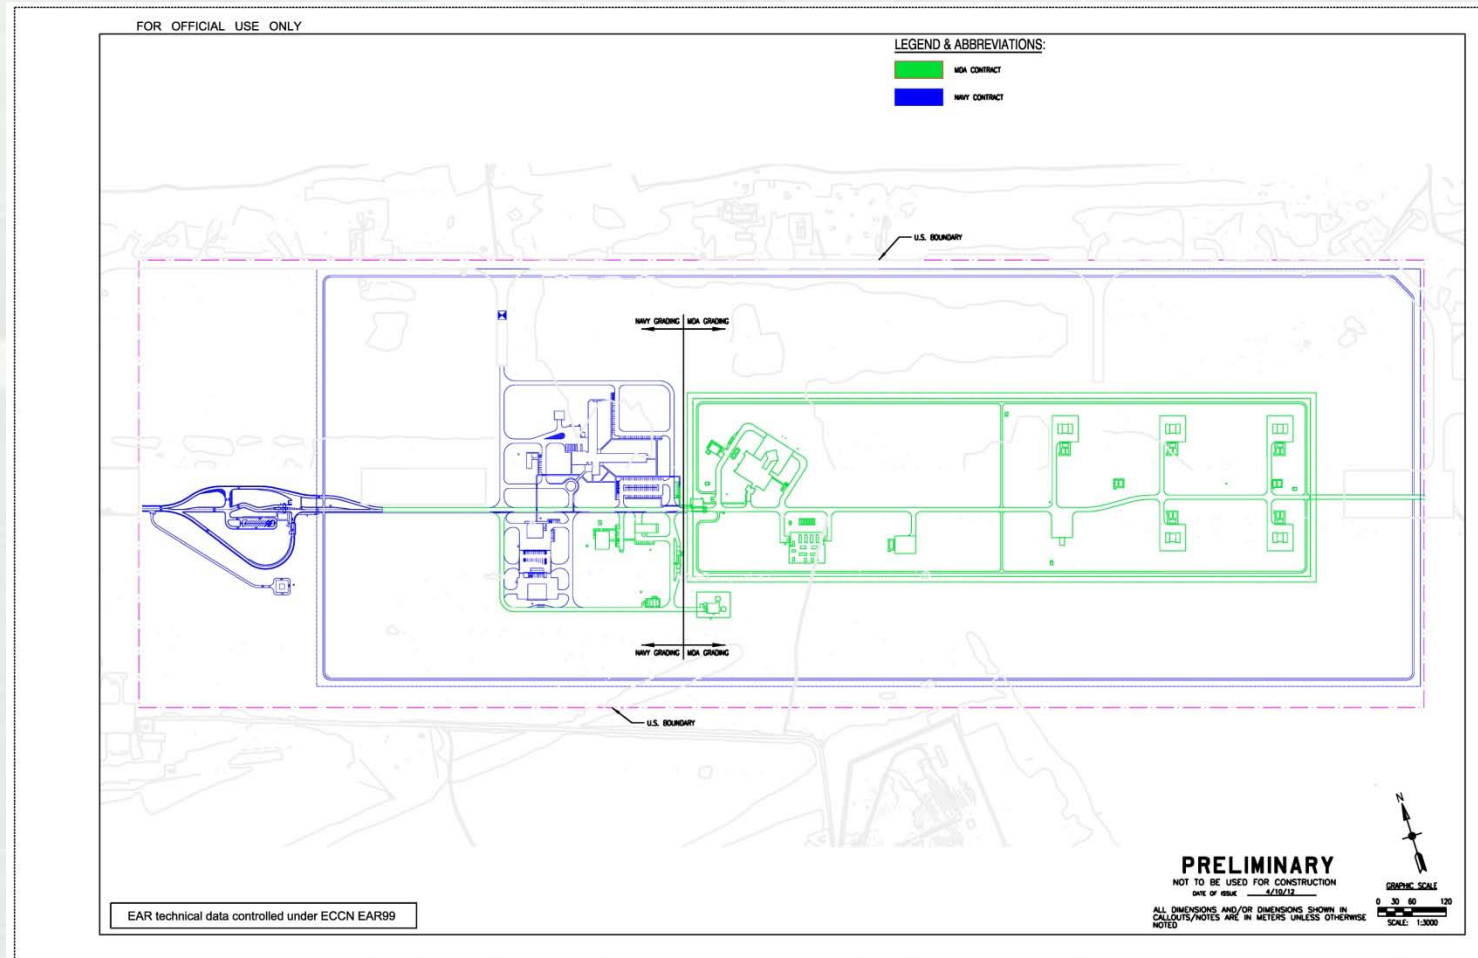 FOR OFFICIAL USE ONLY
LEGEND & ABBREVIATIONS:
MDA CONTRACT
NAVY CONTRACT
U.S. BOUNDARY
NAVY GRADING
MDA GRADING
NAVY GRADING
MDA GRADING
U.S. BOUNDARY
N
PRELIMINARY
NOT TO BE USED FOR CONSTRUCTION
DATE OF ISSUE 4/10/12
ALL DIMENSIONS AND/OR DIMENSIONS SHOWN IN
CALLOUTS/NOTES ARE IN METERS UNLESS OTHERWISE
NOTED
GRAPHIC SCALE
0 30 60 120
SCALE: 1:3000
EAR technical data controlled under ECCN EAR99